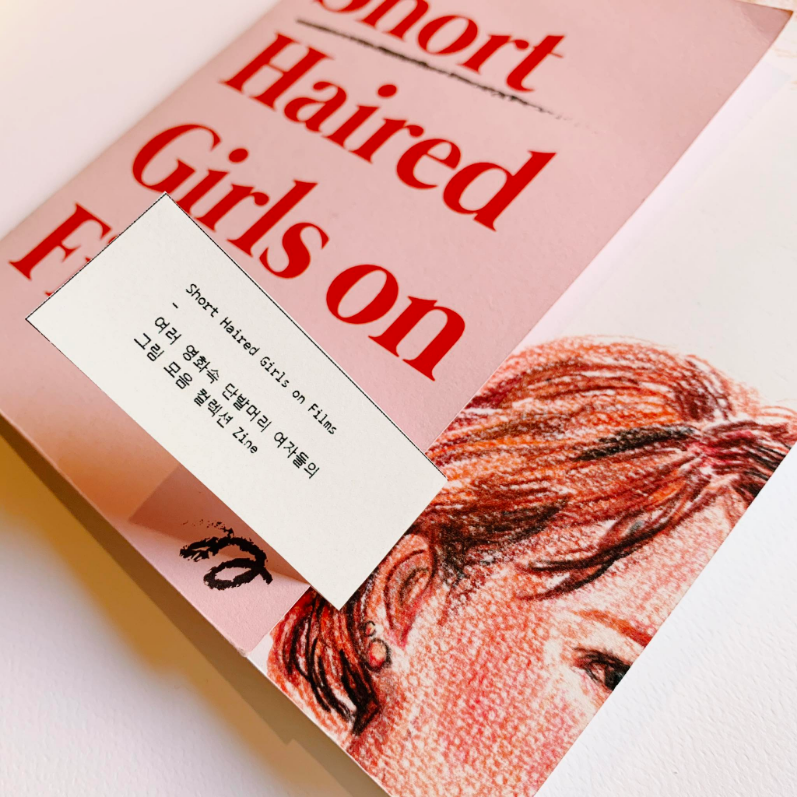 Short
Haired
Girls on
Short Haired Girls on Films
-
여러 영화속 단발머리 여자들의
그림 모음 컬렉션 Zine